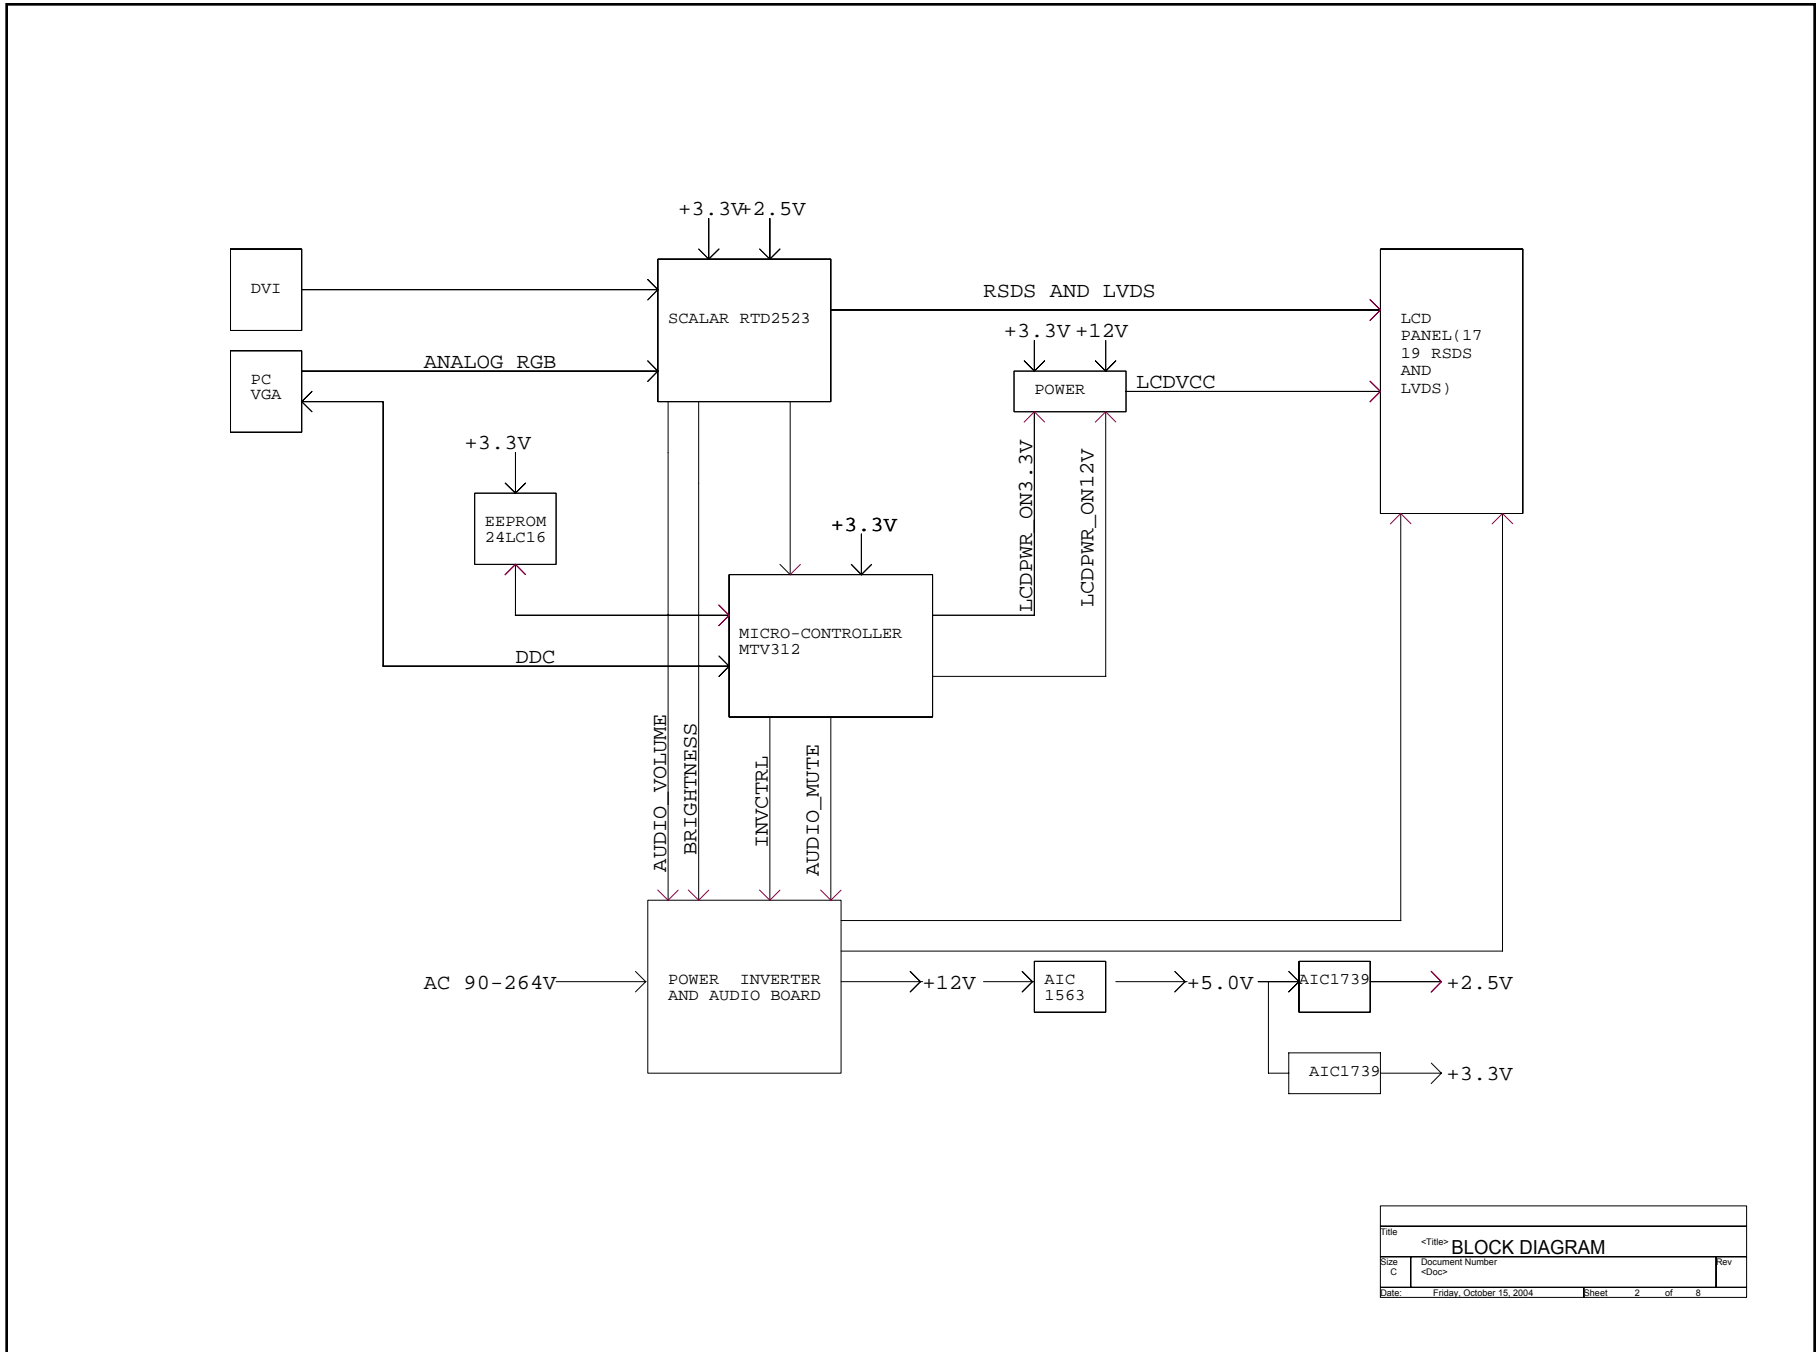 +3.3V
+2.5V
DVI
SCALAR RTD2523
RSDS AND LVDS
LCD
PANEL(17
19 RSDS
AND
LVDS)
+3.3V
+12V
ANALOG RGB
PC
VGA
POWER
LCDVCC
+3.3V
EEPROM
24LC16
+3.3V
LCDPWR_ON3.3V
LCDPWR_ON12V
MICRO-CONTROLLER
MTV312
DDC
AUDIO_VOLUME
BRIGHTNESS
INVCTRL
AUDIO_MUTE
AC 90-264V
POWER INVERTER
AND AUDIO BOARD
+12V
AIC
1563
+5.0V
AIC1739
+2.5V
AIC1739
+3.3V
Title
<Title> BLOCK DIAGRAM
Size
C
Document Number
<Doc>
Rev
Date: Friday, October 15, 2004
Sheet 2 of 8